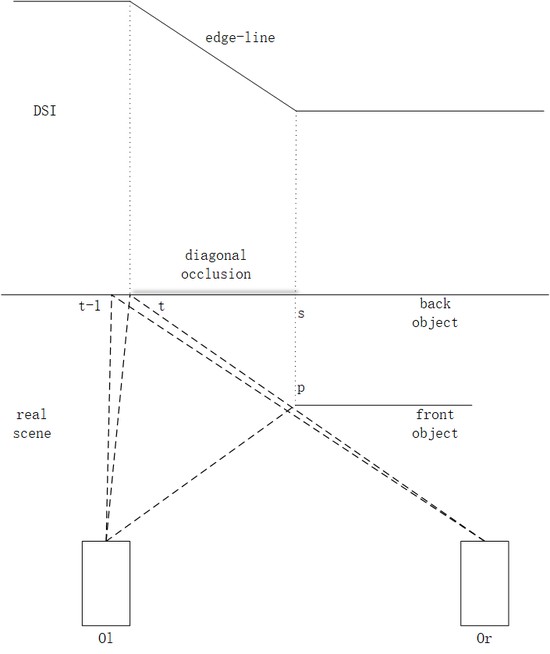 edge-line
DSI
diagonal
occlusion
t-1
t
s
back
object
p
real
scene
front
object
Ol
Or